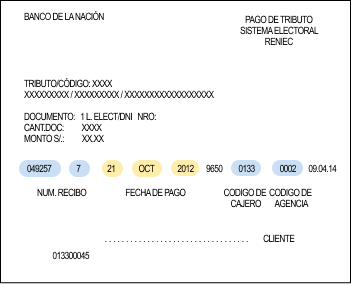 BANCO DE LA NACIÓN
PAGO DE TRIBUTO
SISTEMA ELECTORAL
RENIEC
TRIBUTO/CÓDIGO: XXXX
XXXXXXXXX / XXXXXXXXX / XXXXXXXXXXXXXXXXXX
DOCUMENTO: 1 L. ELECT/DNI NRO:
CANT.DOC: XXXX
MONTO S/.: XX.XX
049257 7 21 OCT 2012 9650 0133 0002 09.04.14
NUM. RECIBO FECHA DE PAGO CODIGO DE CAJERO CODIGO DE AGENCIA
CLIENTE
013300045